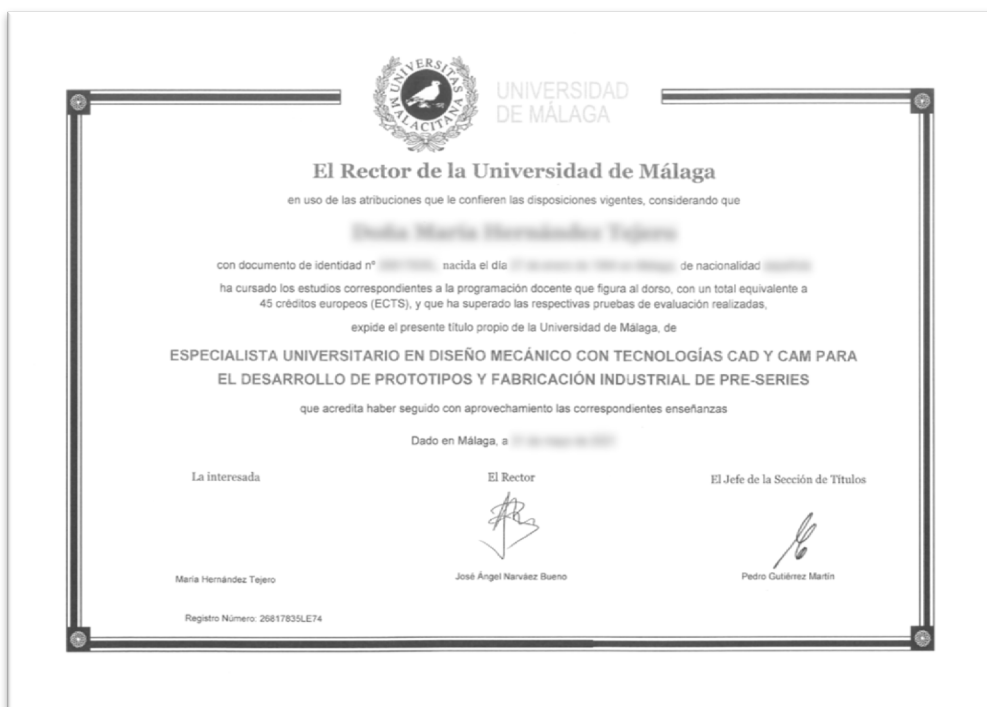 UNIVERSITAS MALACITANA
UNIVERSIDAD
DE MÁLAGA
El Rector de la Universidad de Málaga
en uso de las atribuciones que le confieren las disposiciones vigentes, considerando que
Doña María Hernández Tejero
con documento de identidad nº nacida el día de nacionalidad
ha cursado los estudios correspondientes a la programación docente que figura al dorso, con un total equivalente a
45 créditos europeos (ECTS), y que ha superado las respectivas pruebas de evaluación realizadas,
expide el presente título propio de la Universidad de Málaga, de
ESPECIALISTA UNIVERSITARIO EN DISEÑO MECÁNICO CON TECNOLOGÍAS CAD Y CAM PARA
EL DESARROLLO DE PROTOTIPOS Y FABRICACIÓN INDUSTRIAL DE PRE-SERIES
que acredita haber seguido con aprovechamiento las correspondientes enseñanzas
Dado en Málaga, a
La interesada
El Rector
El Jefe de la Sección de Títulos
María Hernández Tejero
José Ángel Narváez Bueno
Pedro Gutiérrez Martín
Registro Número: 26817835LE74